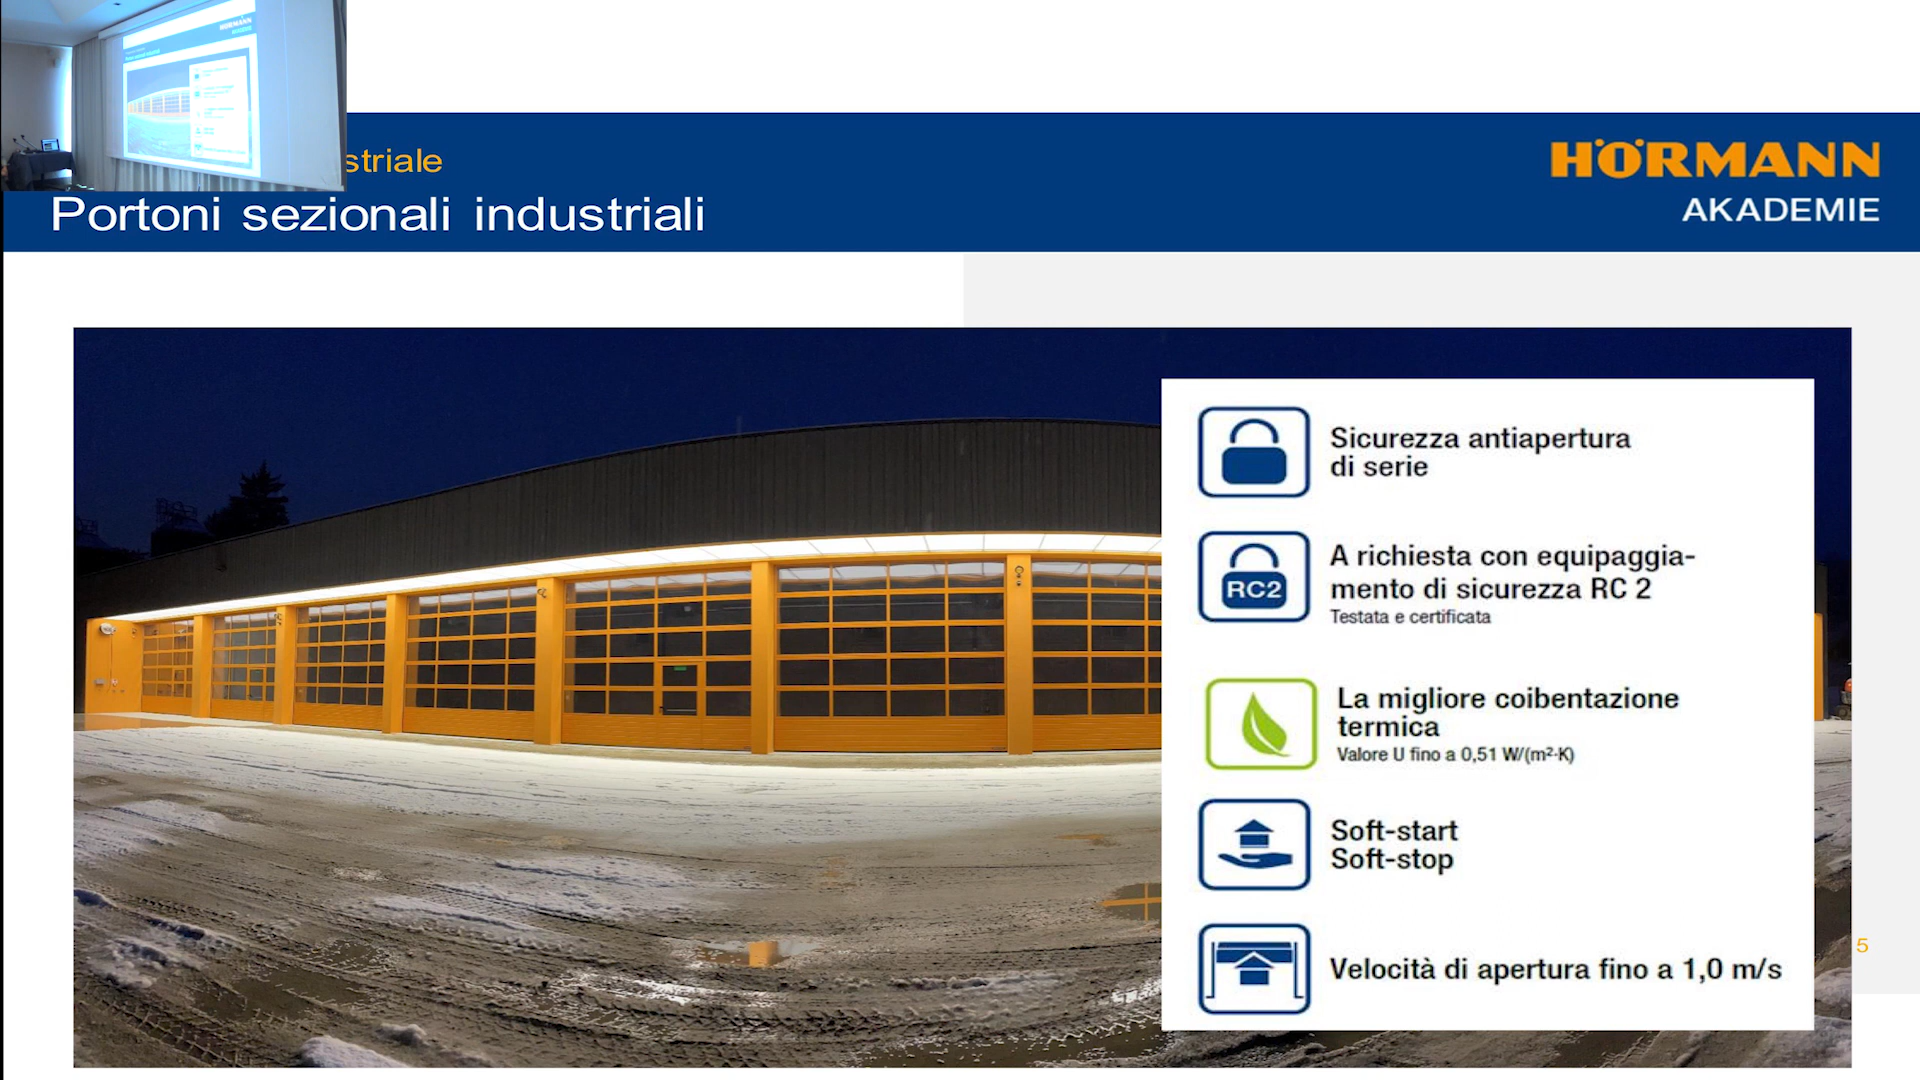 striale
Portoni sezionali industriali
HÖRMANN
AKADEMIE
Sicurezza antiapertura
di serie
RC2
A richiesta con equipaggia-
mento di sicurezza RC 2
Testata e certificata
La migliore coibentazione
termica
Valore U fino a 0,51 W/(m²·K)
Soft-start
Soft-stop
Velocità di apertura fino a 1,0 m/s
5